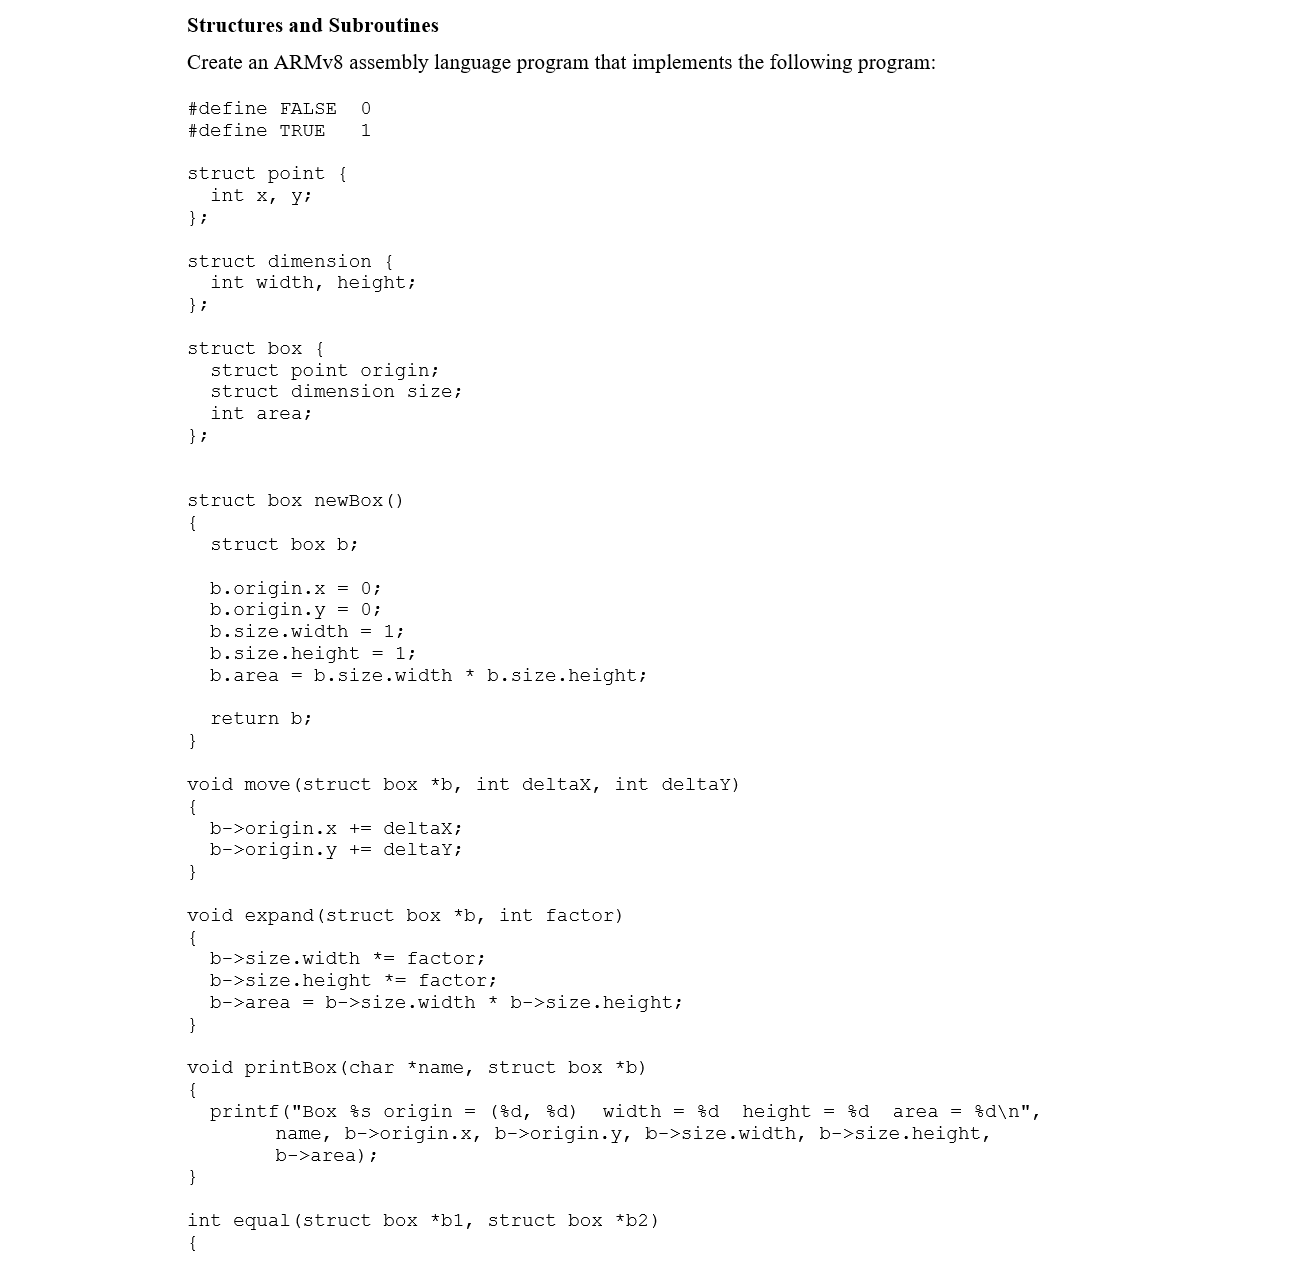 Structures and Subroutines
Create an ARMv8 assembly language program that implements the following program:
#define FALSE  0
#define TRUE   1
struct point {
  int x, y;
};
struct dimension {
  int width, height;
};
struct box {
  struct point origin;
  struct dimension size;
  int area;
};
struct box newBox()
{
  struct box b;
  b.origin.x = 0;
  b.origin.y = 0;
  b.size.width = 1;
  b.size.height = 1;
  b.area = b.size.width * b.size.height;
  return b;
}
void move(struct box *b, int deltaX, int deltaY)
{
  b->origin.x += deltaX;
  b->origin.y += deltaY;
}
void expand(struct box *b, int factor)
{
  b->size.width *= factor;
  b->size.height *= factor;
  b->area = b->size.width * b->size.height;
}
void printBox(char *name, struct box *b)
{
  printf("Box %s origin = (%d, %d)  width = %d  height = %d  area = %d\n",
        name, b->origin.x, b->origin.y, b->size.width, b->size.height,
        b->area);
}
int equal(struct box *b1, struct box *b2)
{